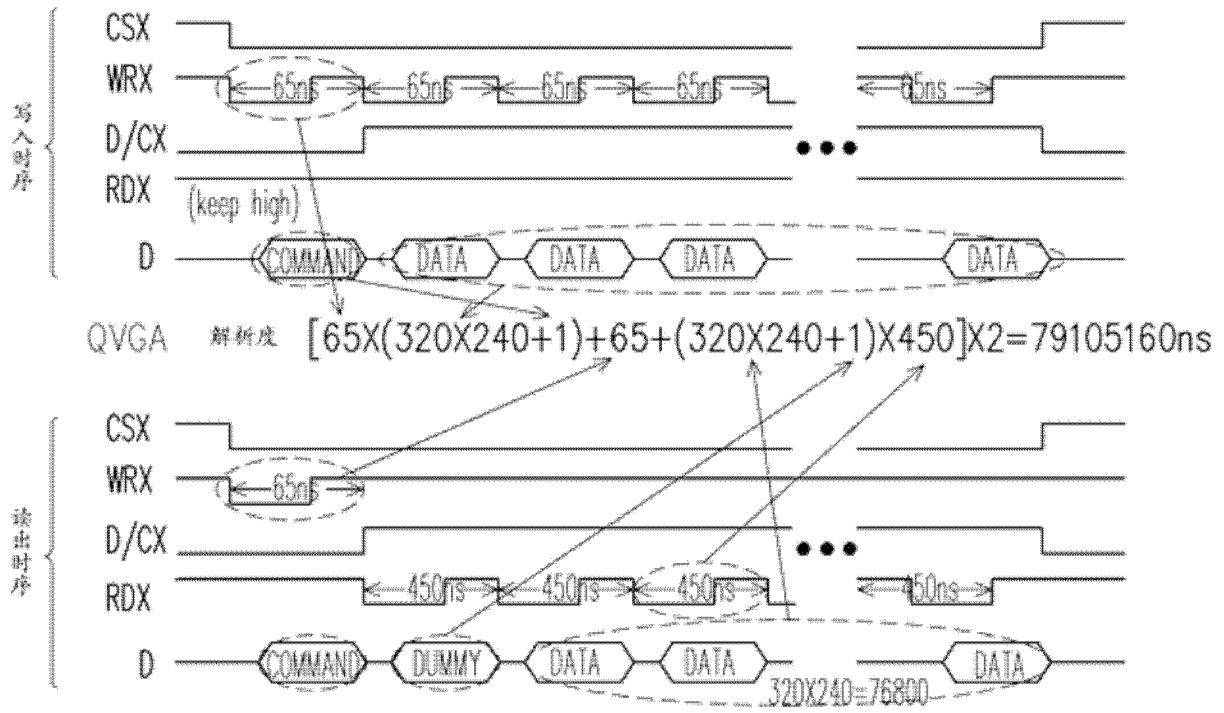 写入时序
CSX
WRX
65ns 65ns 65ns 65ns 65ns
D/CX
RDX
(keep high)
D
COMMAND DATA DATA DATA DATA
QVGA 解析度 [65X(320X240+1)+65+(320X240+1)X450]X2=79105160ns
读出时序
CSX
WRX
65ns
D/CX
RDX
450ns 450ns 450ns 450ns
D
COMMAND DUMMY DATA DATA DATA
320X240=76800